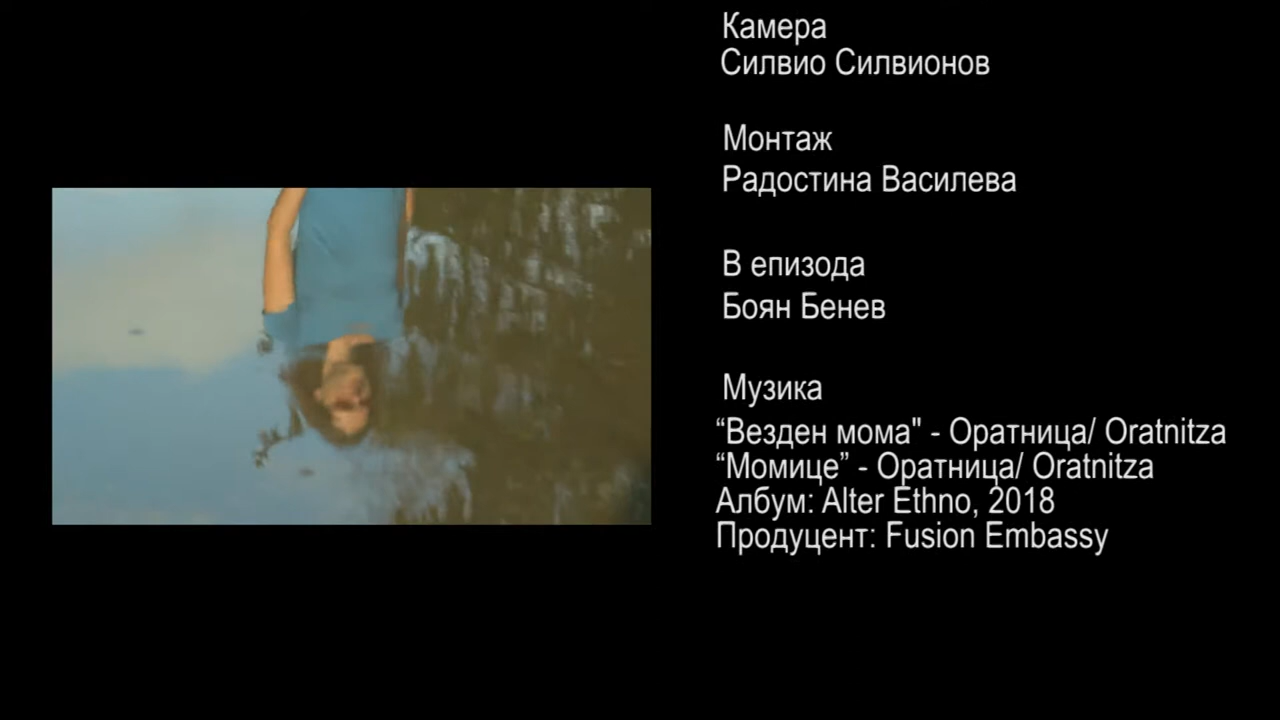 Камера
Силвио Силвионов
Монтаж
Радостина Василева
В епизода
Боян Бенев
Музика
“Везден мома" - Оратница/ Oratnitza
“Момице” - Оратница/ Oratnitza
Албум: Alter Ethno, 2018
Продуцент: Fusion Embassy